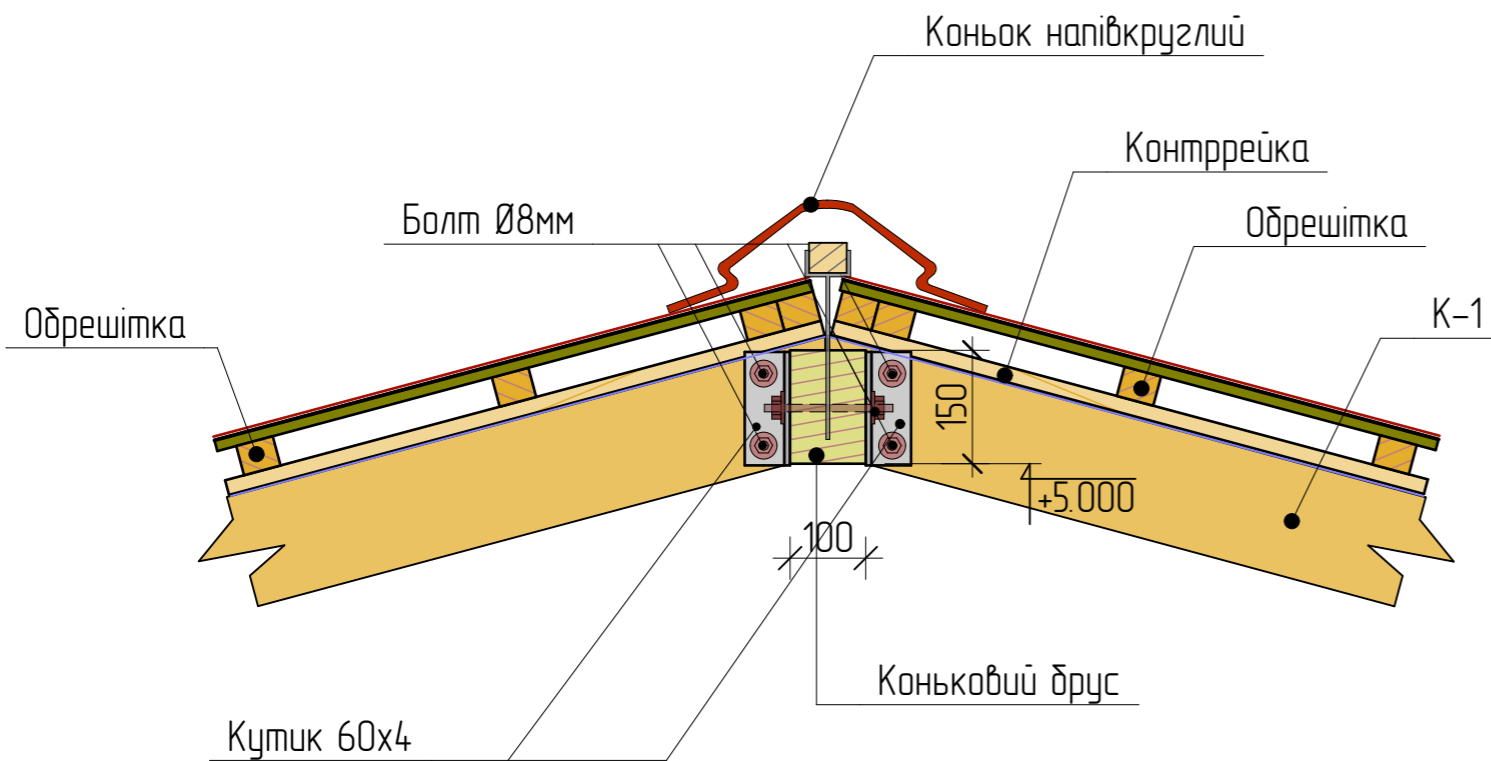 Коньок напівкруглий
Контррейка
Болт Ø8мм
Обрешітка
Обрешітка
К-1
150
+5.000
100
Коньковий брус
Кутик 60х4